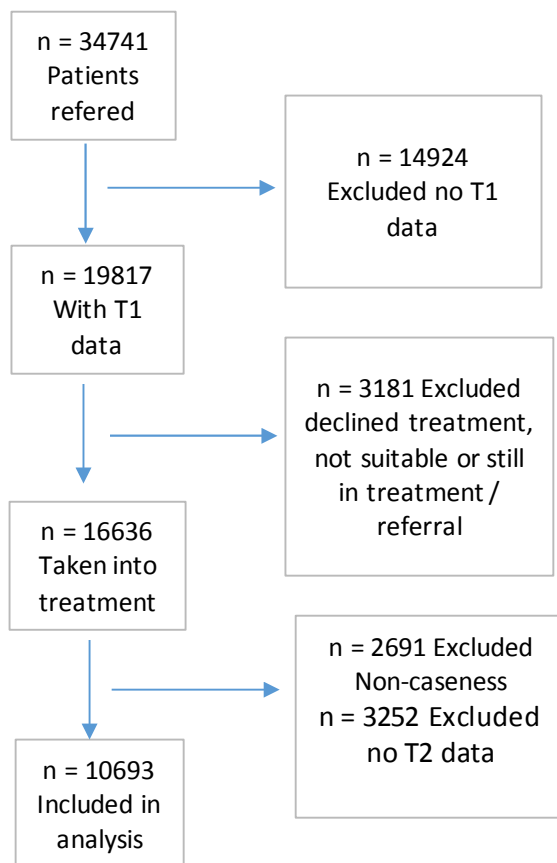 n = 34741
Patients
refered
n = 14924
Excluded no T1
data
n = 19817
With T1
data
n = 3181 Excluded
declined treatment,
not suitable or still
in treatment /
referral
n = 16636
Taken into
treatment
n = 2691 Excluded
Non-caseness
n = 3252 Excluded
no T2 data
n = 10693
Included in
analysis